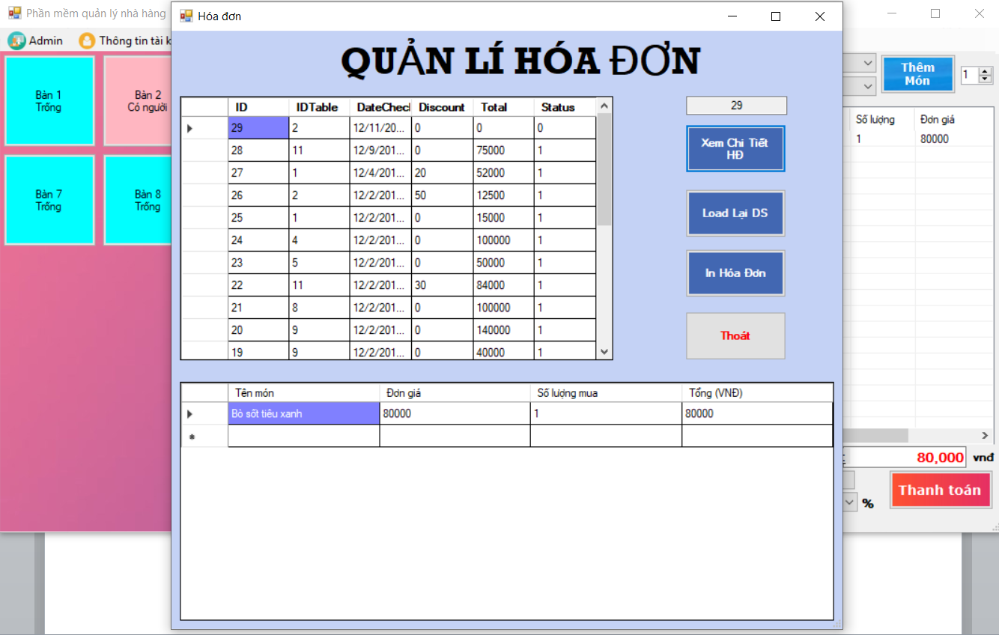 Phần mềm quản lý nhà hàng
Hóa đơn
Admin
Thông tin tài k
Bàn 1
Trống
Bàn 2
Có người
Bàn 7
Trống
Bàn 8
Trống
QUẢN LÍ HÓA ĐƠN
ID IDTable DateChecl Discount Total Status
29 2 12/11/20... 0 0 0
28 11 12/9/201... 0 75000 1
27 1 12/4/201... 20 52000 1
26 2 12/2/201... 50 12500 1
25 1 12/2/201... 0 15000 1
24 4 12/2/201... 0 100000 1
23 5 12/2/201... 0 50000 1
22 11 12/2/201... 30 84000 1
21 8 12/2/201... 0 100000 1
20 9 12/2/201... 0 140000 1
19 9 12/2/201... 0 40000 1
29
Xem Chi Tiết
HĐ
Load Lại DS
In Hóa Đơn
Thoát
Tên món Đơn giá Số lượng mua Tổng (VNĐ)
Bò sốt tiêu xanh 80000 1 80000
Thêm
Món
1
Số lượng Đơn giá
1 80000
80,000 vnđ
%
Thanh toán